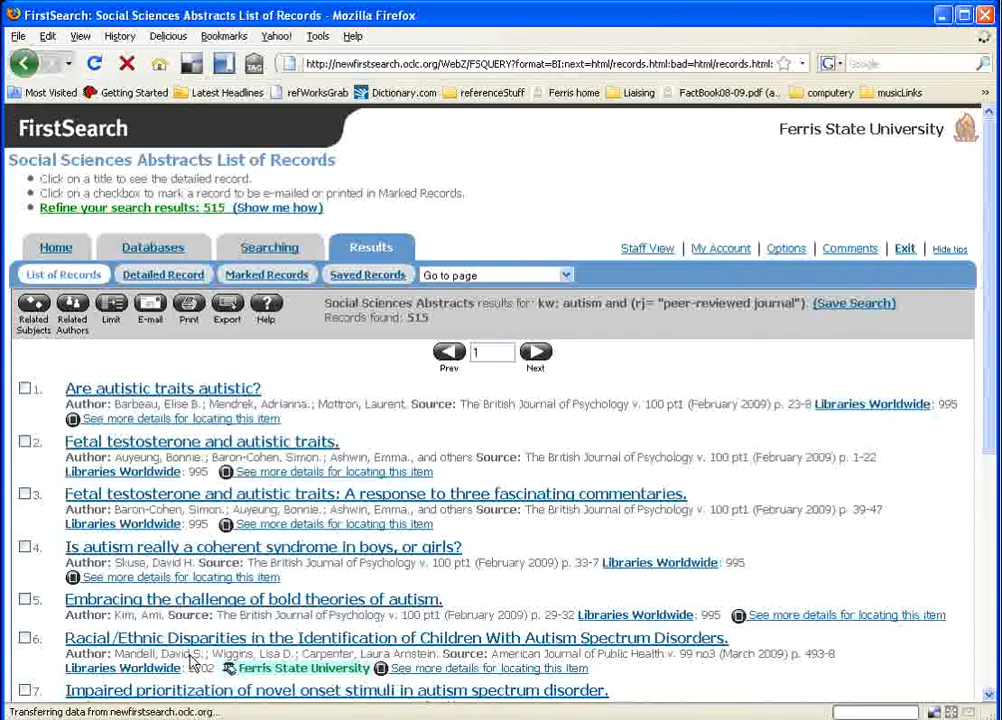 FirstSearch: Social Sciences Abstracts List of Records - Mozilla Firefox
File Edit View History Delicious Bookmarks Yahoo! Tools Help
TAG http://newfirstsearch.oclc.org/WebZ/FSQUERY?format=BI:next=html/records.html:bad=html/records.html: G Google
Most Visited Getting Started Latest Headlines refWorksGrab Dictionary.com referenceStuff Ferris home Liaising FactBook08-09.pdf (a... computery musicLinks »
FirstSearch
Ferris State University
Social Sciences Abstracts List of Records
• Click on a title to see the detailed record.
• Click on a checkbox to mark a record to be e-mailed or printed in Marked Records.
• Refine your search results: 515 (Show me how)
Home Databases Searching Results Staff View | My Account | Options | Comments | Exit | Hide tips
List of Records Detailed Record Marked Records Saved Records Go to page
Related Subjects Related Authors Limit E-mail Print Export Help
Social Sciences Abstracts results for: kw: autism and (rj= "peer-reviewed journal"). (Save Search)
Records found: 515
1
Prev Next
1. Are autistic traits autistic?
Author: Barbeau, Elise B.; Mendrek, Adrianna.; Mottron, Laurent. Source: The British Journal of Psychology v. 100 pt1 (February 2009) p. 23-8 Libraries Worldwide: 995
See more details for locating this item
2. Fetal testosterone and autistic traits.
Author: Auyeung, Bonnie.; Baron-Cohen, Simon.; Ashwin, Emma., and others Source: The British Journal of Psychology v. 100 pt1 (February 2009) p. 1-22
Libraries Worldwide: 995 See more details for locating this item
3. Fetal testosterone and autistic traits: A response to three fascinating commentaries.
Author: Baron-Cohen, Simon.; Auyeung, Bonnie.; Ashwin, Emma., and others Source: The British Journal of Psychology v. 100 pt1 (February 2009) p. 39-47
Libraries Worldwide: 995 See more details for locating this item
4. Is autism really a coherent syndrome in boys, or girls?
Author: Skuse, David H. Source: The British Journal of Psychology v. 100 pt1 (February 2009) p. 33-7 Libraries Worldwide: 995
See more details for locating this item
5. Embracing the challenge of bold theories of autism.
Author: Kim, Ami. Source: The British Journal of Psychology v. 100 pt1 (February 2009) p. 29-32 Libraries Worldwide: 995 See more details for locating this item
6. Racial/Ethnic Disparities in the Identification of Children With Autism Spectrum Disorders.
Author: Mandell, David S.; Wiggins, Lisa D.; Carpenter, Laura Arnstein. Source: American Journal of Public Health v. 99 no3 (March 2009) p. 493-8
Libraries Worldwide: Ferris State University See more details for locating this item
7. Impaired prioritization of novel onset stimuli in autism spectrum disorder.
Transferring data from newfirstsearch.oclc.org...